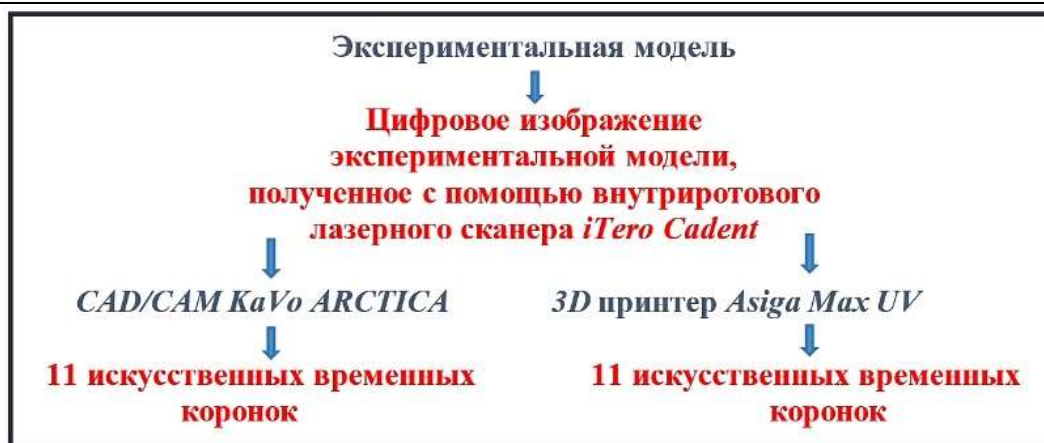 Экспериментальная модель
Цифровое изображение
экспериментальной модели,
полученное с помощью внутриротового
лазерного сканера iTero Cadent
CAD/CAM KaVo ARCTICA
3D принтер Asiga Max UV
11 искусственных временных
коронок
11 искусственных временных
коронок